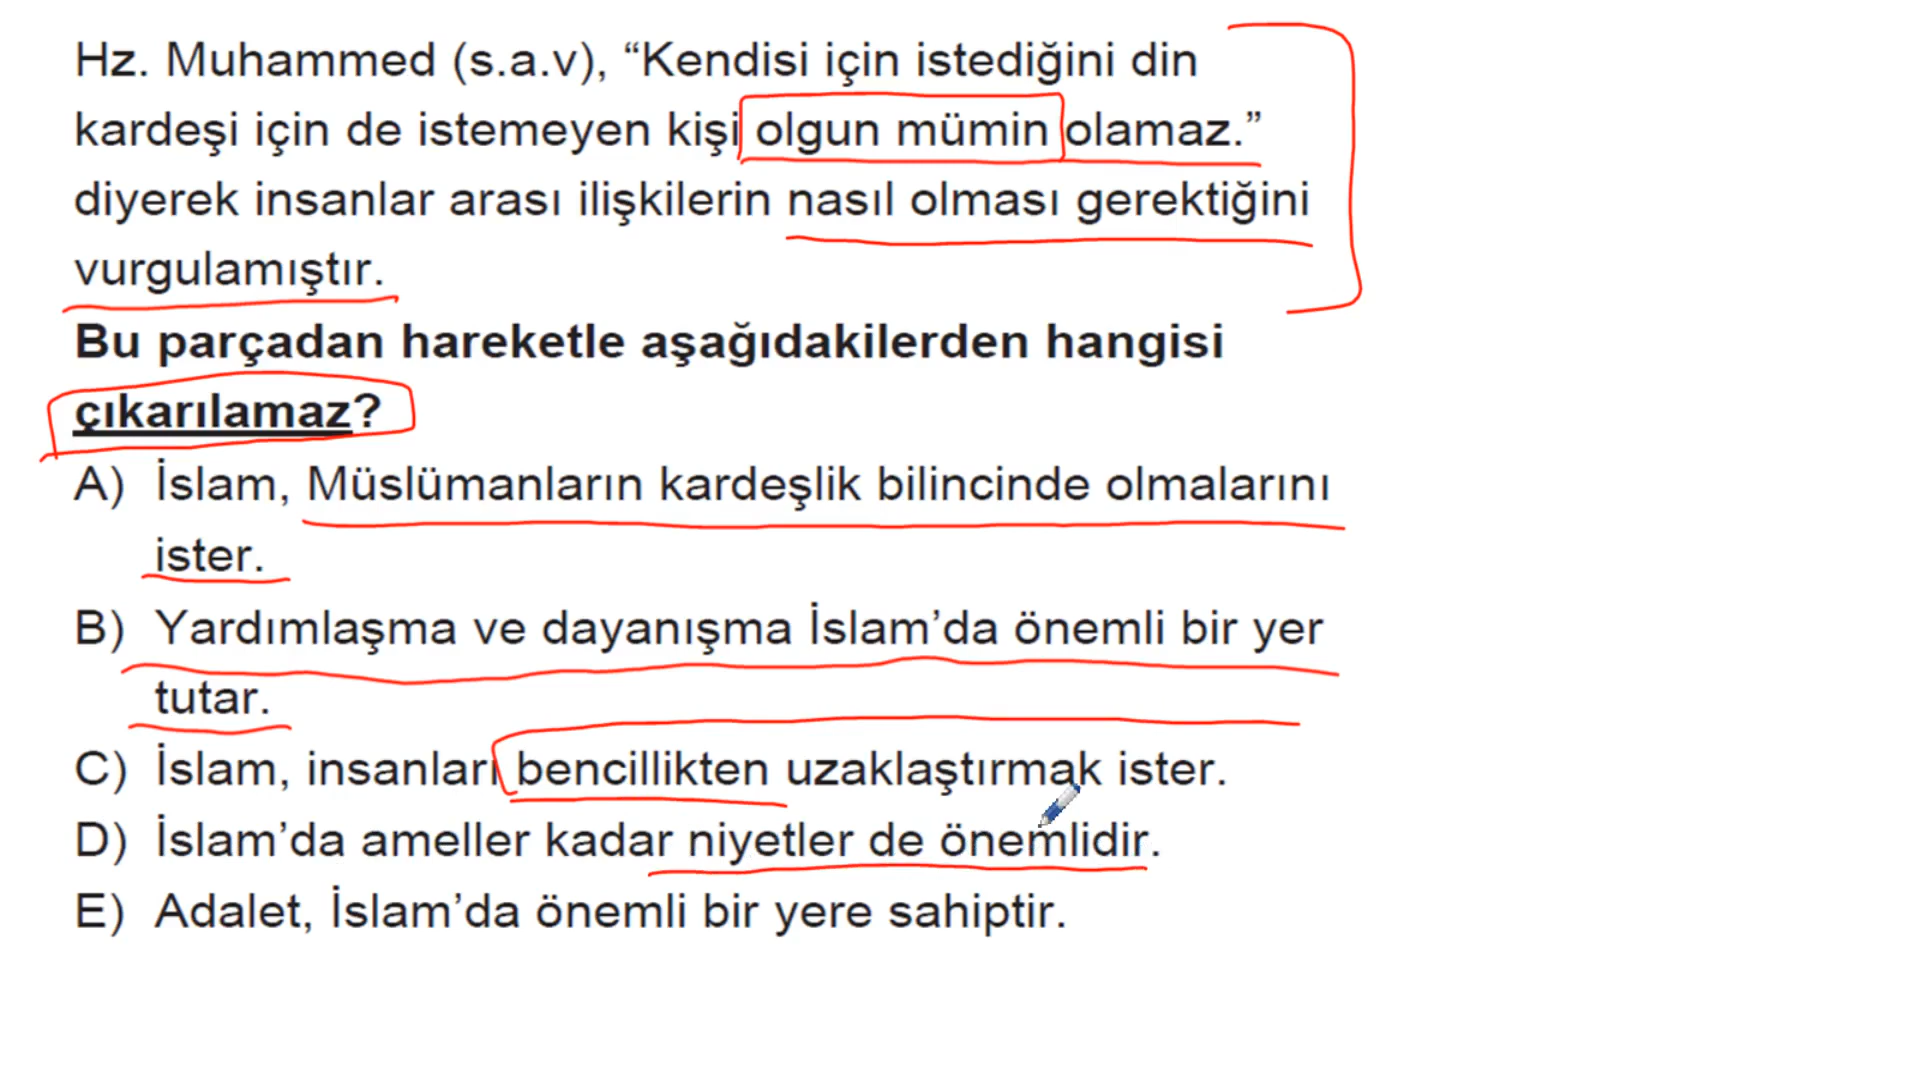 Hz. Muhammed (s.a.v), “Kendisi için istediğini din
kardeşi için de istemeyen kişi olgun mümin olamaz.”
diyerek insanlar arası ilişkilerin nasıl olması gerektiğini
vurgulamıştır.
Bu parçadan hareketle aşağıdakilerden hangisi
çıkarılamaz?
A) İslam, Müslümanların kardeşlik bilincinde olmalarını
ister.
B) Yardımlaşma ve dayanışma İslam’da önemli bir yer
tutar.
C) İslam, insanları bencillikten uzaklaştırmak ister.
D) İslam’da ameller kadar niyetler de önemlidir.
E) Adalet, İslam’da önemli bir yere sahiptir.